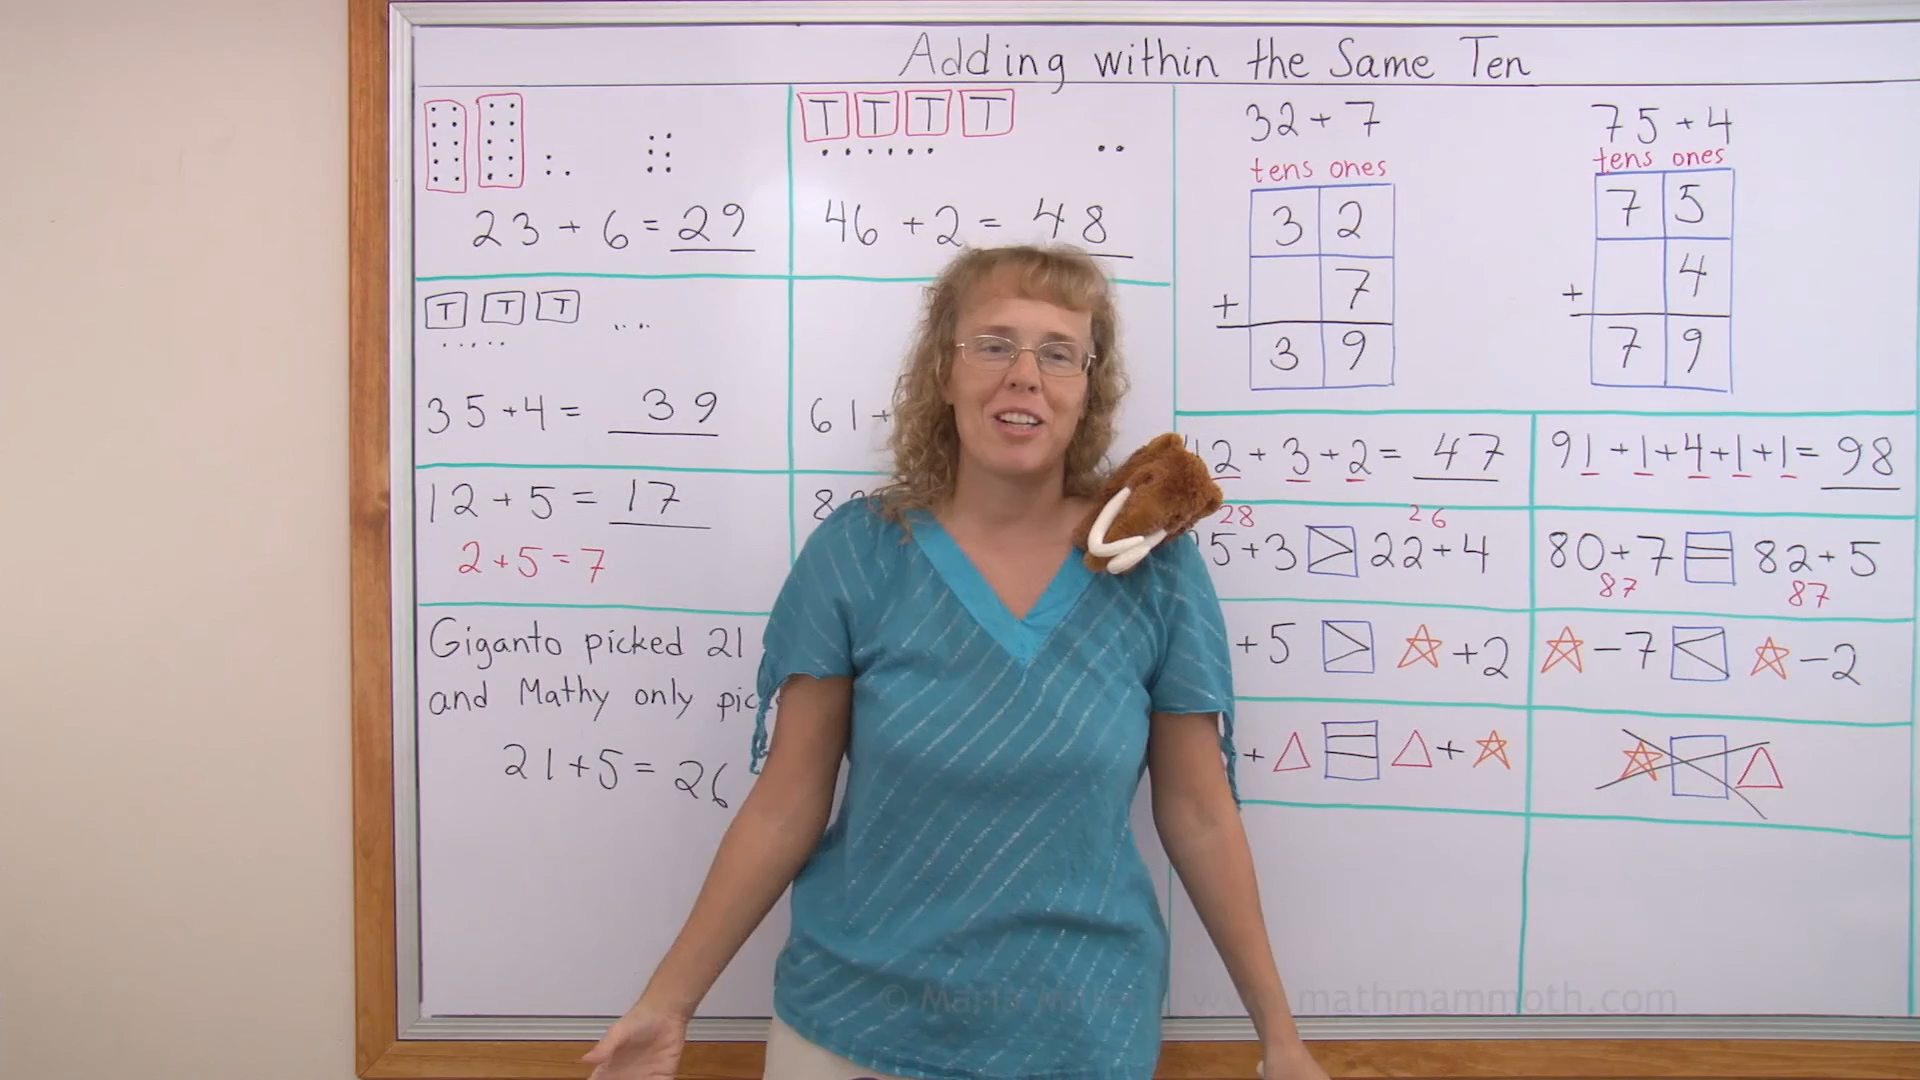 Adding within the Same Ten
T T T T
23 + 6 = 29
46 + 2 = 48
T T T
35 + 4 = 39
61 +
12 + 5 = 17
8
2 + 5 = 7
Giganto picked 21
and Mathy only
21 + 5 = 26
32 + 7
tens ones
3 2
+ 7
3 9
75 + 4
tens ones
7 5
+ 4
7 9
2 + 3 + 2 = 47
91 + 1 + 4 + 1 + 1 = 98
28 26
5 + 3 > 22 + 4
80 + 7 = 82 + 5
87 87
+ 5 > ☆ + 2
☆ − 7 < ☆ − 2
+ △ = △ + ☆
☆ □ △
© Maria Miller www.mathmammoth.com